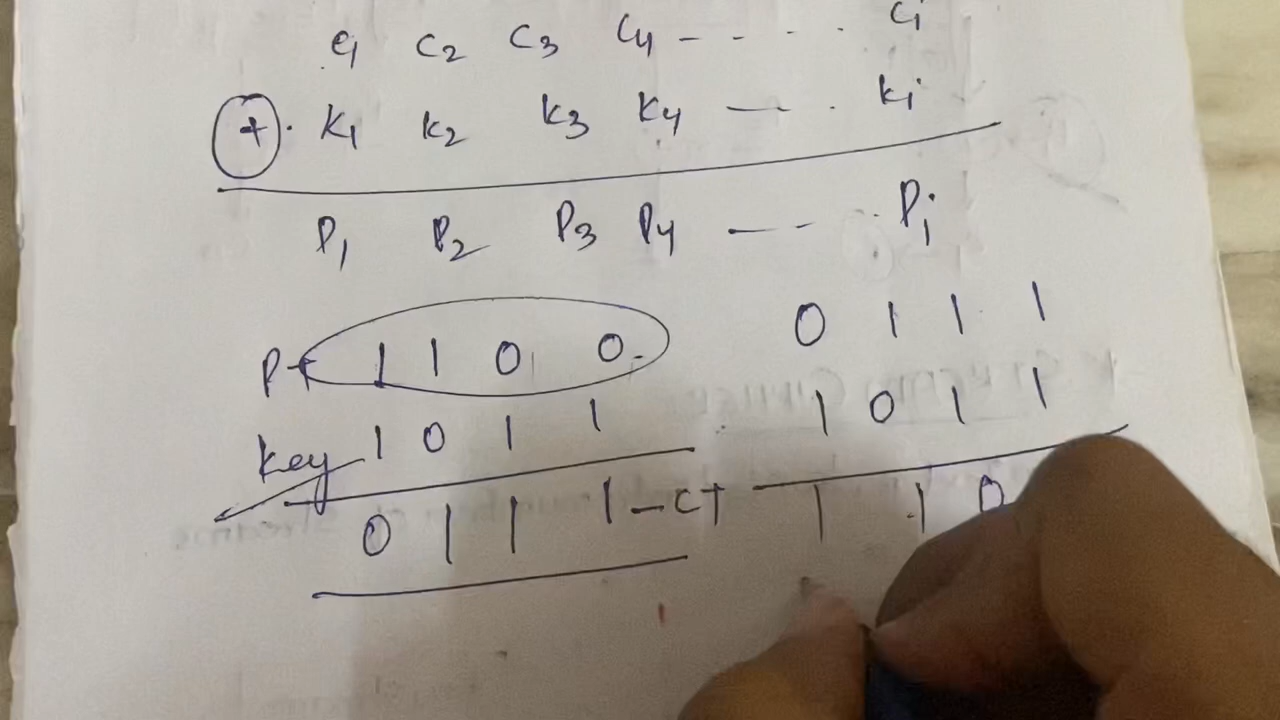 C1 C2 C3 C4 - - - - Ci
⊕ . K1 K2 K3 K4 — . Ki
P1 P2 P3 P4 — - . Pi
PT 1 1 0 0
Key 1 0 1 1
0 1 1 1 - CT
0 1 1 1
1 0 1 1
1 1 0